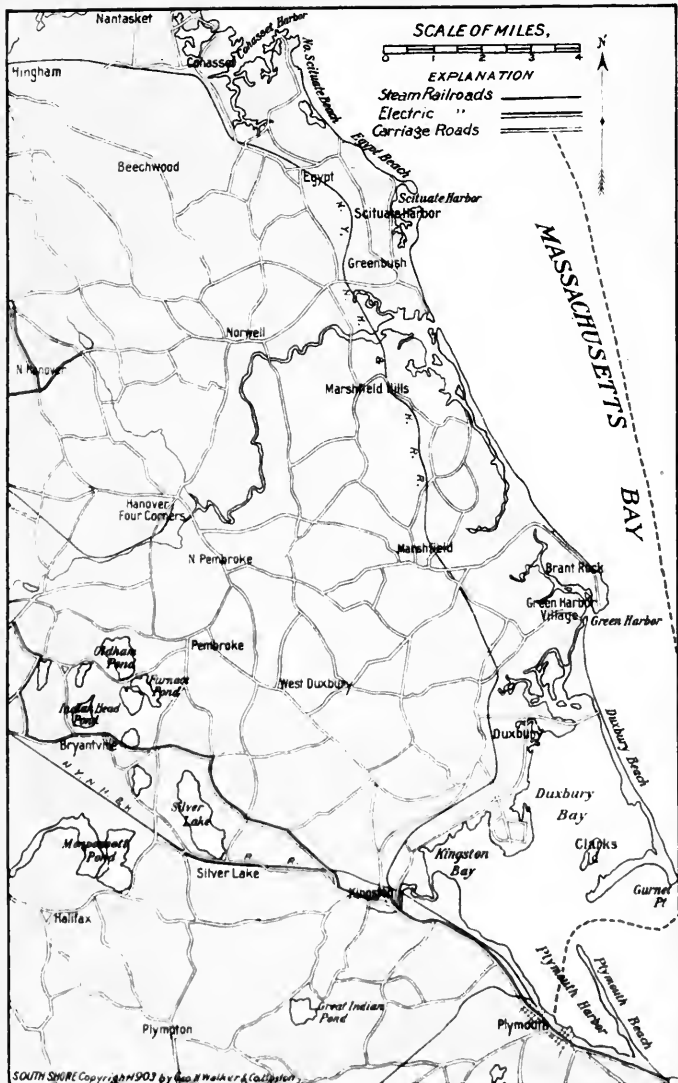 Nantasket
Cohasset Harbor
Hingham
Cohasset
No. Scituate Beach
SCALE OF MILES,
0 1 2 3 4
EXPLANATION
Steam Railroads
Electric "
Carriage Roads
N
Beechwood
Egypt
Egypt Beach
Scituate Harbor
Scituate Harbor
Greenbush
N. Y.
N. H.
&
H. R. R.
MASSACHUSETTS
BAY
Norwell
N Hanover
Marshfield Hills
Hanover
Four Corners
N Pembroke
Marshfield
Brant Rock
Green Harbor
Village
Green Harbor
Oldham
Pond
Pembroke
Furnace
Pond
West Duxbury
Indian Head
Pond
Bryantville
Duxbury
Duxbury Beach
N.Y. N.H. & H.
R. R.
Silver
Lake
Duxbury
Bay
Monponsett
Pond
Silver Lake
Kingston
Kingston
Bay
Clarks
Id
Gurnet
Pt
Halifax
Plympton
Great Indian
Pond
Plymouth
Plymouth Harbor
Plymouth Beach
SOUTH SHORE Copyright 1903 by Geo. H Walker & Co. Boston